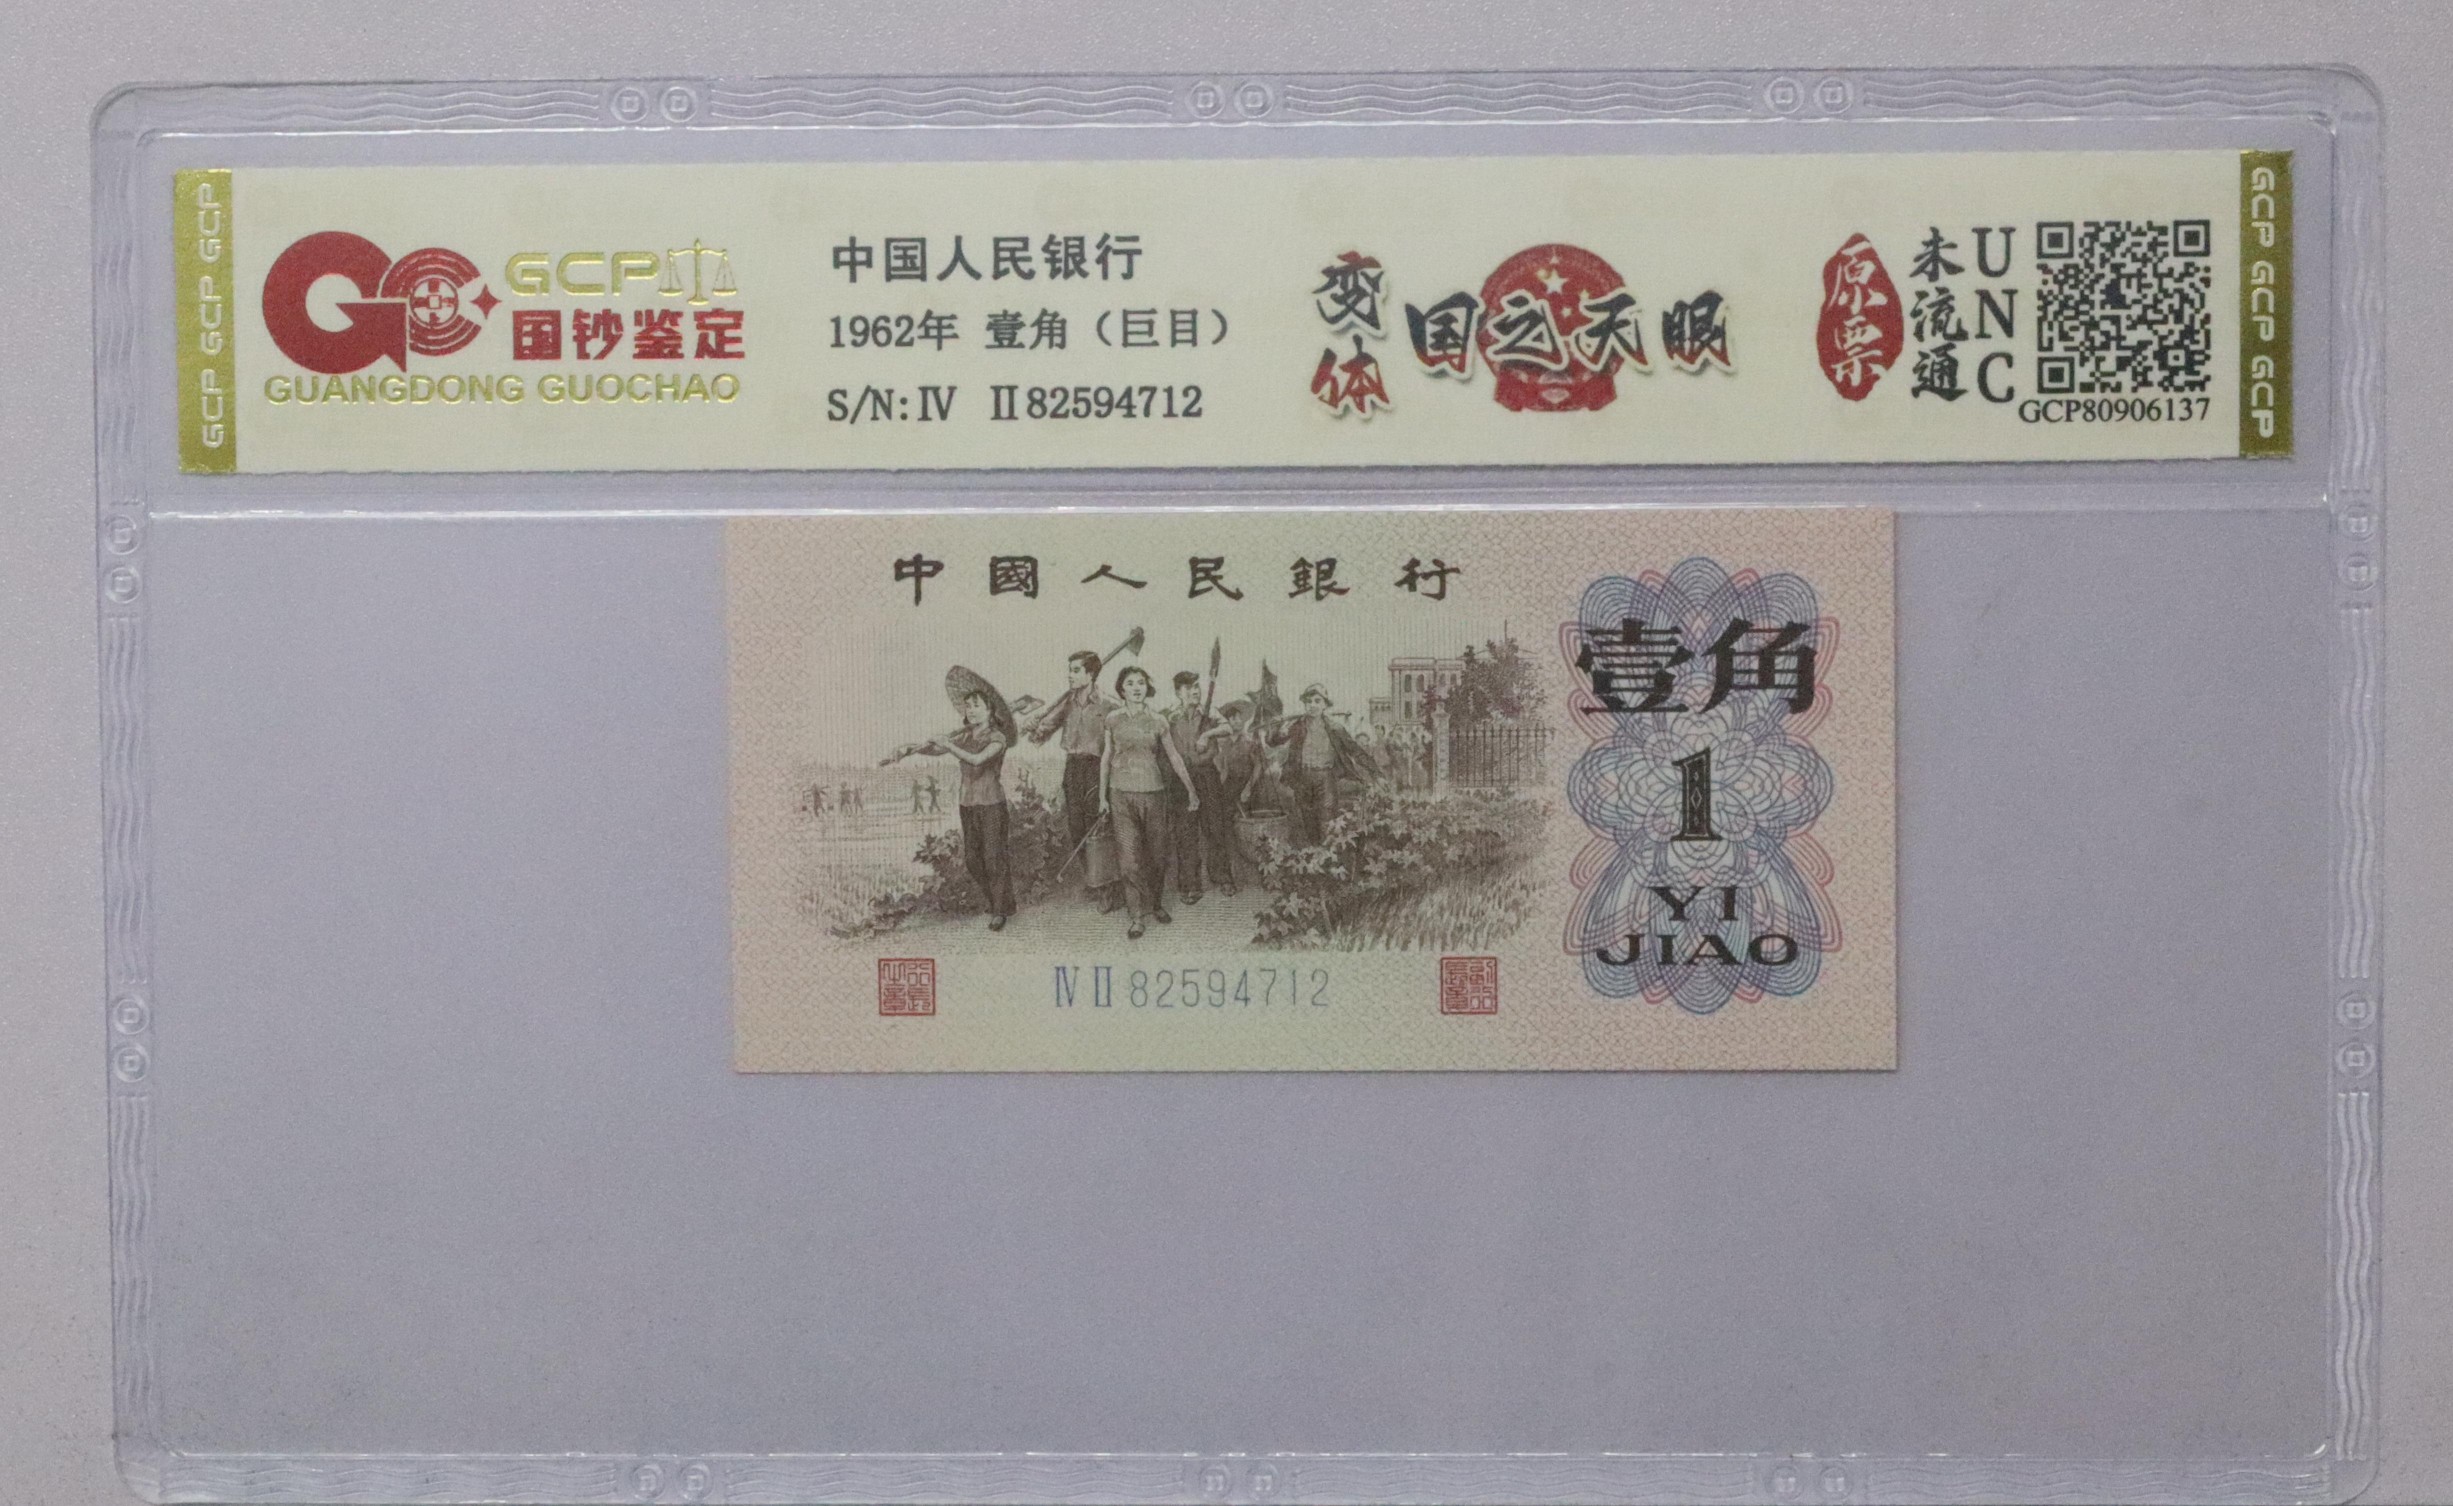 GCP GCP GCP
GCP
国钞鉴定
GUANGDONG GUOCHAO
中国人民银行
1962年 壹角（巨目）
S/N:Ⅳ Ⅱ82594712
变体
国之天眼
原票
未流通
UNC
GCP80906137
GCP GCP GCP
中國人民銀行
壹角
1
YI
JIAO
ⅣⅡ82594712